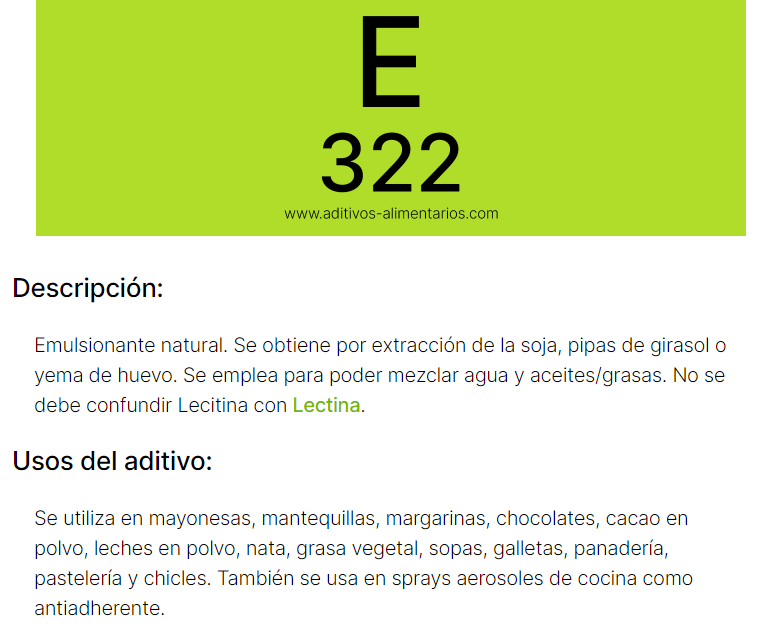 E
322
www.aditivos-alimentarios.com
Descripción:
Emulsionante natural. Se obtiene por extracción de la soja, pipas de girasol o
yema de huevo. Se emplea para poder mezclar agua y aceites/grasas. No se
debe confundir Lecitina con Lectina.
Usos del aditivo:
Se utiliza en mayonesas, mantequillas, margarinas, chocolates, cacao en
polvo, leches en polvo, nata, grasa vegetal, sopas, galletas, panadería,
pastelería y chicles. También se usa en sprays aerosoles de cocina como
antiadherente.